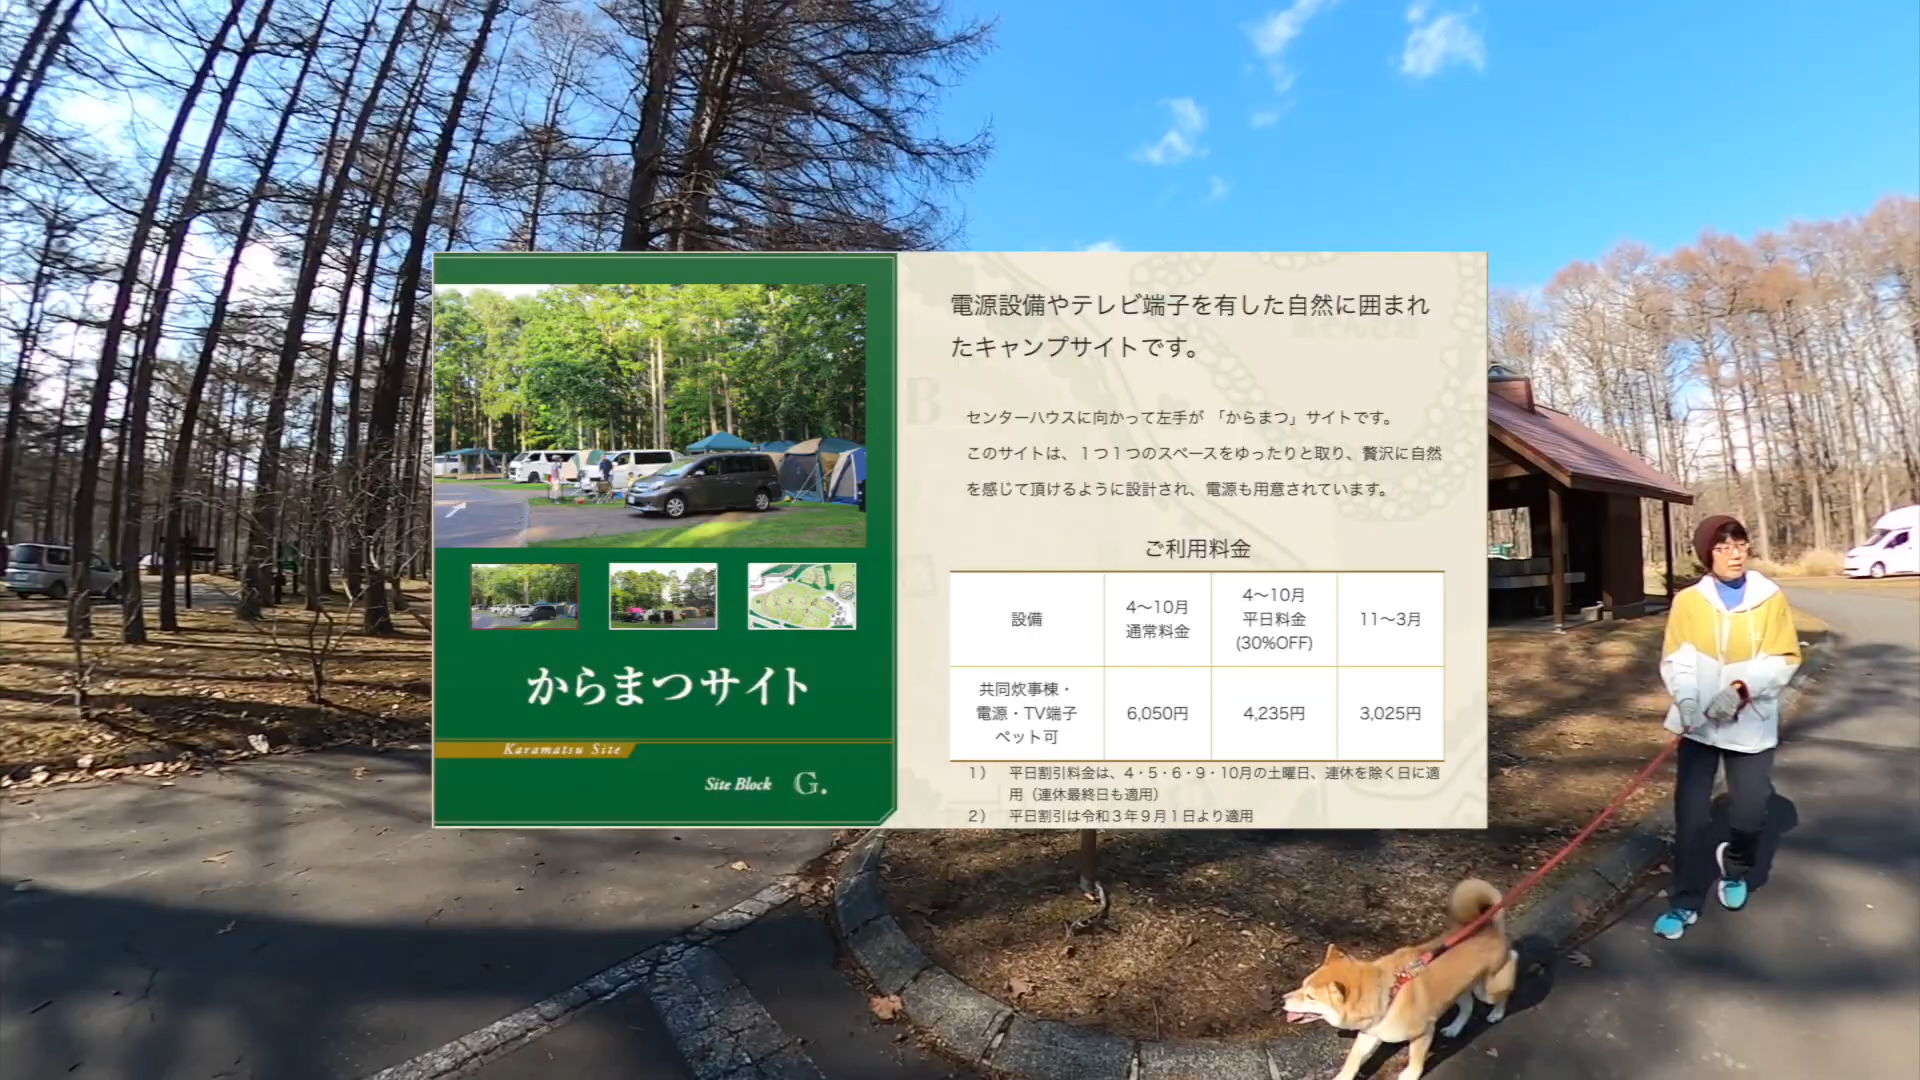 電源設備やテレビ端子を有した自然に囲まれ
たキャンプサイトです。
センターハウスに向かって左手が 「からまつ」サイトです。
このサイトは、１つ１つのスペースをゆったりと取り、贅沢に自然
を感じて頂けるように設計され、電源も用意されています。
ご利用料金
設備
4〜10月
通常料金
4〜10月
平日料金
(30%OFF)
11〜3月
共同炊事棟・
電源・TV端子
ペット可
6,050円
4,235円
3,025円
１） 平日割引料金は、4・5・6・9・10月の土曜日、連休を除く日に適
用（連休最終日も適用）
２） 平日割引は令和３年９月１日より適用
からまつサイト
Karamatsu Site
Site Block G.
B